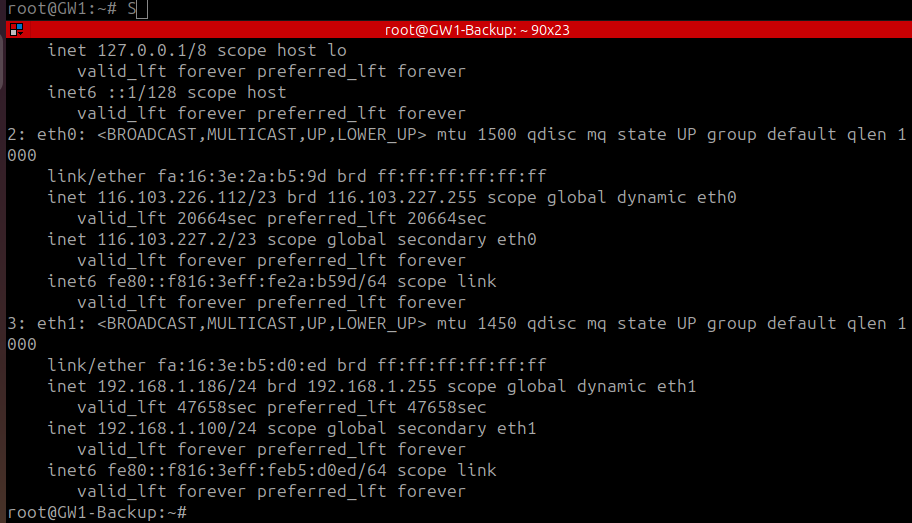 root@GW1:~# S
root@GW1-Backup: ~ 90x23
inet 127.0.0.1/8 scope host lo
valid_lft forever preferred_lft forever
inet6 ::1/128 scope host
valid_lft forever preferred_lft forever
2: eth0: <BROADCAST,MULTICAST,UP,LOWER_UP> mtu 1500 qdisc mq state UP group default qlen 1
000
link/ether fa:16:3e:2a:b5:9d brd ff:ff:ff:ff:ff:ff
inet 116.103.226.112/23 brd 116.103.227.255 scope global dynamic eth0
valid_lft 20664sec preferred_lft 20664sec
inet 116.103.227.2/23 scope global secondary eth0
valid_lft forever preferred_lft forever
inet6 fe80::f816:3eff:fe2a:b59d/64 scope link
valid_lft forever preferred_lft forever
3: eth1: <BROADCAST,MULTICAST,UP,LOWER_UP> mtu 1450 qdisc mq state UP group default qlen 1
000
link/ether fa:16:3e:b5:d0:ed brd ff:ff:ff:ff:ff:ff
inet 192.168.1.186/24 brd 192.168.1.255 scope global dynamic eth1
valid_lft 47658sec preferred_lft 47658sec
inet 192.168.1.100/24 scope global secondary eth1
valid_lft forever preferred_lft forever
inet6 fe80::f816:3eff:feb5:d0ed/64 scope link
valid_lft forever preferred_lft forever
root@GW1-Backup:~#